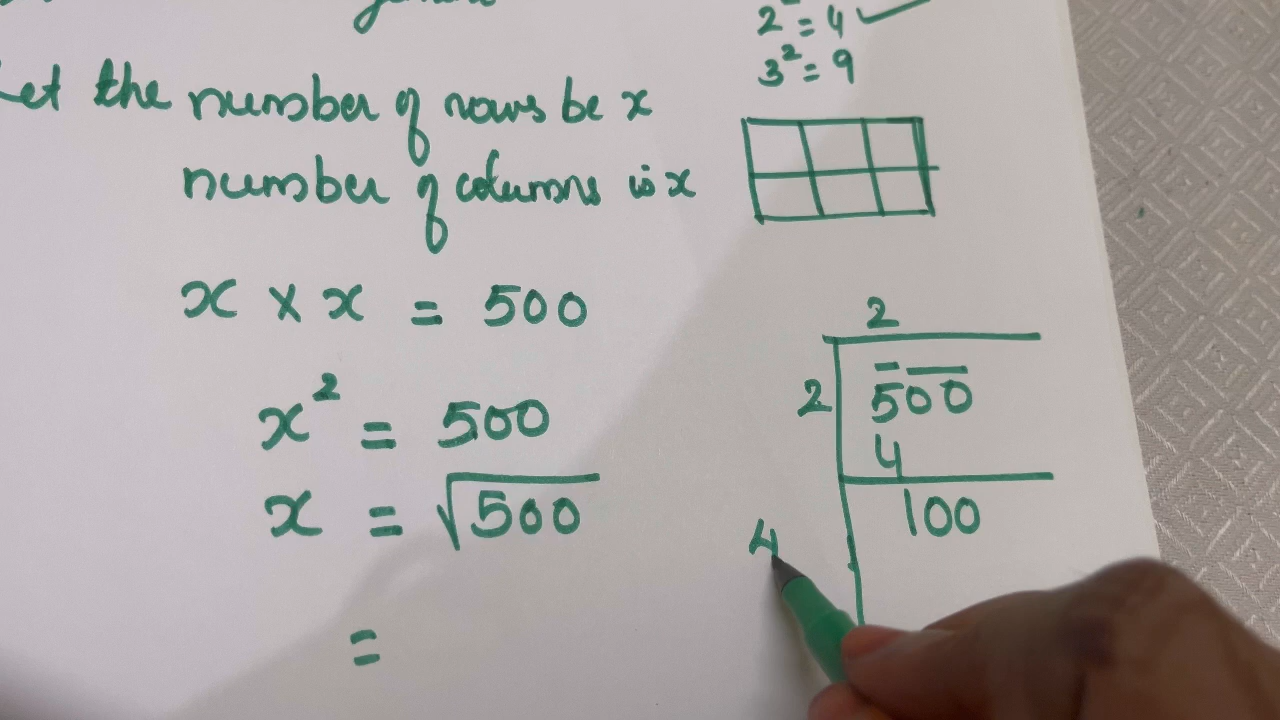 2² = 4 ✓
3² = 9
Let the number of rows be x
number of columns is x
x × x = 500
x² = 500
x = √500
=
2
2 500
4
100
4